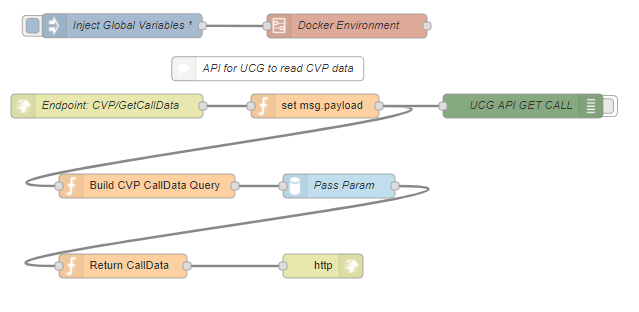 Inject Global Variables ¹
Docker Environment
API for UCG to read CVP data
Endpoint: CVP/GetCallData
set msg.payload
UCG API GET CALL
Build CVP CallData Query
Pass Param
Return CallData
http